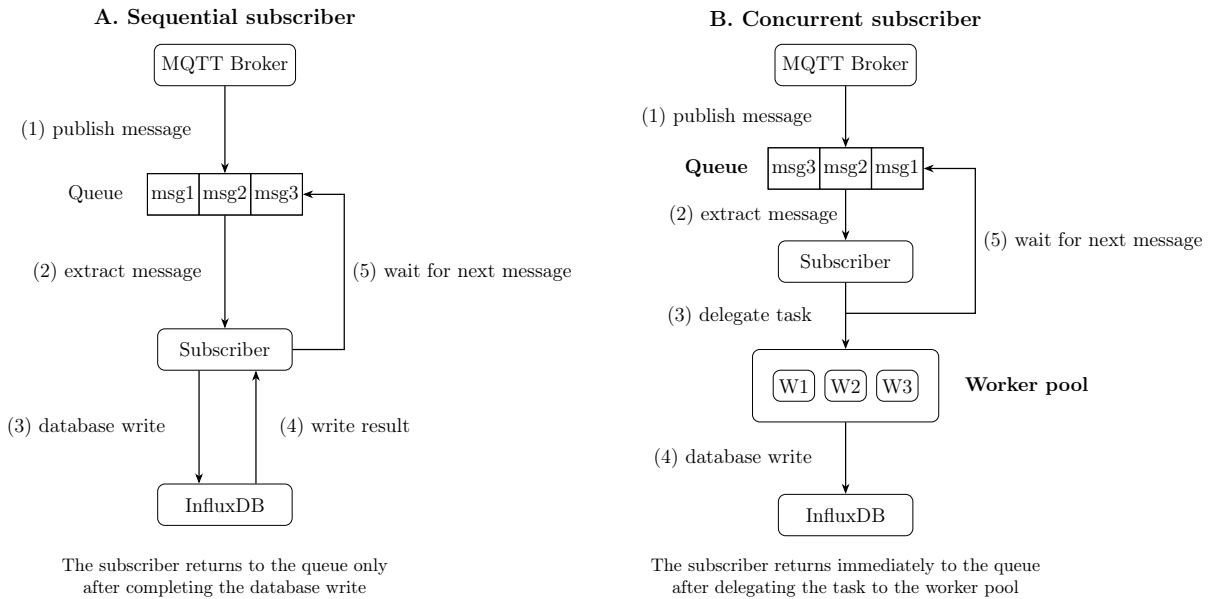 A. Sequential subscriber
MQTT Broker
(1) publish message
Queue
msg1 msg2 msg3
(2) extract message
(5) wait for next message
Subscriber
(3) database write
(4) write result
InfluxDB
The subscriber returns to the queue only
after completing the database write
B. Concurrent subscriber
MQTT Broker
(1) publish message
Queue
msg3 msg2 msg1
(2) extract message
(5) wait for next message
Subscriber
(3) delegate task
W1 W2 W3
Worker pool
(4) database write
InfluxDB
The subscriber returns immediately to the queue
after delegating the task to the worker pool